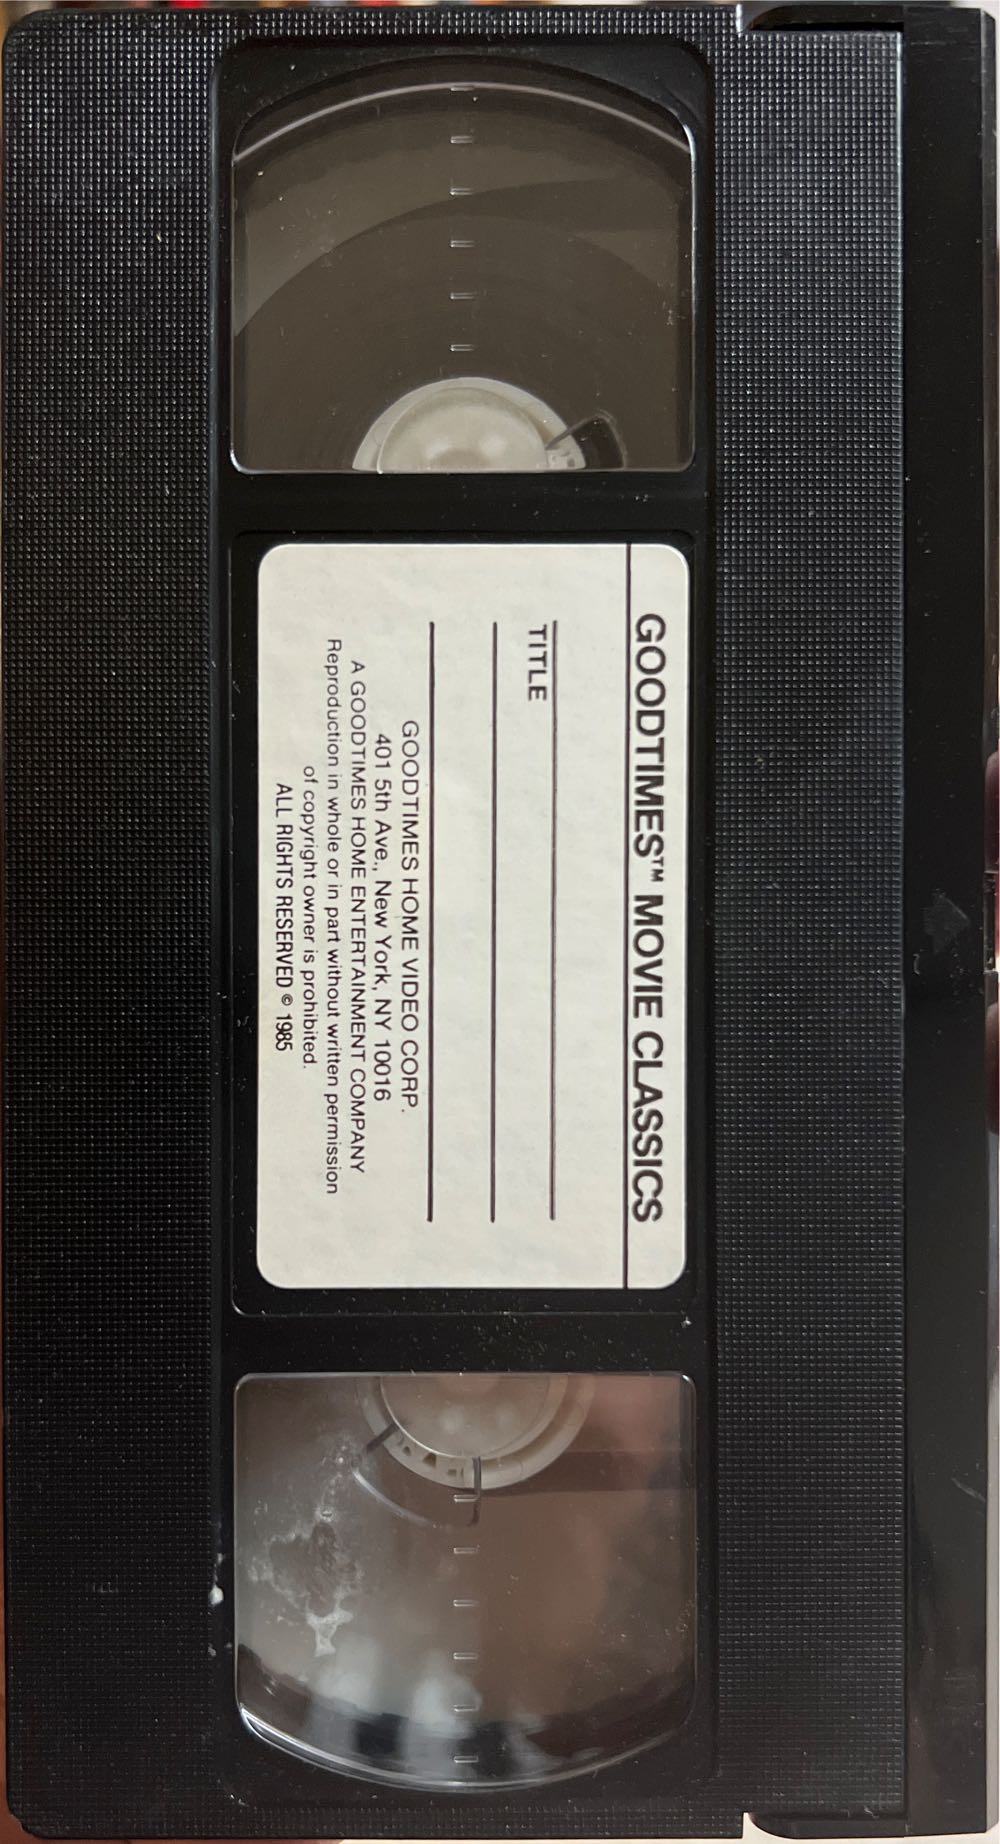 GOODTIMES™ MOVIE CLASSICS
TITLE
GOODTIMES HOME VIDEO CORP.
401 5th Ave., New York, NY 10016
A GOODTIMES HOME ENTERTAINMENT COMPANY
Reproduction in whole or in part without written permission
of copyright owner is prohibited.
ALL RIGHTS RESERVED © 1985